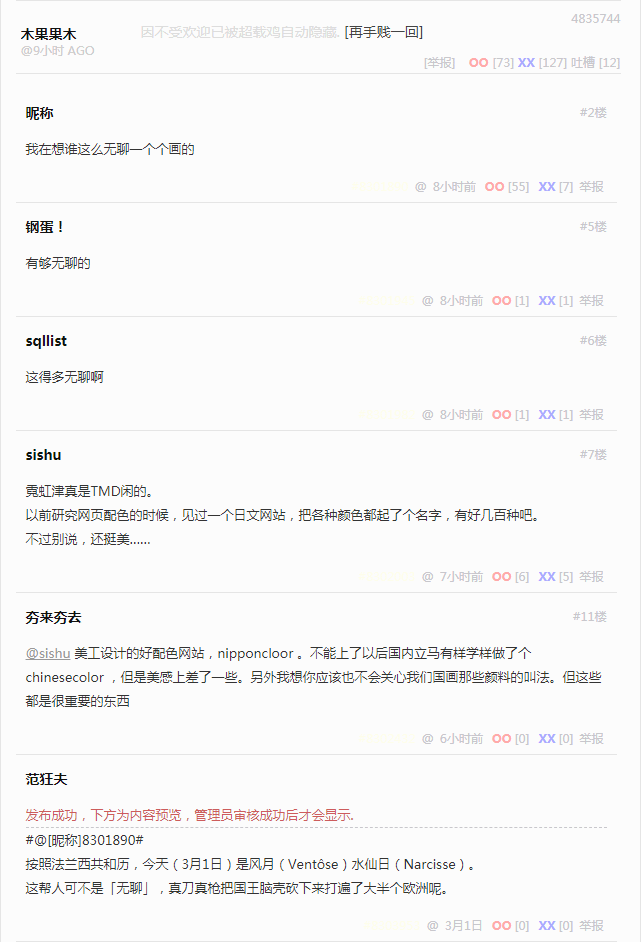 4835744
木果果木
因不受欢迎已被超载鸡自动隐藏. [再手贱一回]
@9小时 AGO
[举报] OO [73] XX [127] 吐槽 [12]
昵称 #2楼
我在想谁这么无聊一个个画的
@ 8小时前 OO [55] XX [7] 举报
钢蛋！ #5楼
有够无聊的
@ 8小时前 OO [1] XX [1] 举报
sqllist #6楼
这得多无聊啊
@ 8小时前 OO [1] XX [1] 举报
sishu #7楼
霓虹津真是TMD闲的。
以前研究网页配色的时候，见过一个日文网站，把各种颜色都起了个名字，有好几百种吧。
不过别说，还挺美……
@ 7小时前 OO [6] XX [5] 举报
夯来夯去 #11楼
@sishu 美工设计的好配色网站，nipponcloor 。不能上了以后国内立马有样学样做了个
chinesecolor ，但是美感上差了一些。另外我想你应该也不会关心我们国画那些颜料的叫法。但这些
都是很重要的东西
@ 6小时前 OO [0] XX [0] 举报
范狂夫
发布成功，下方为内容预览，管理员审核成功后才会显示.
#@[昵称]8301890#
按照法兰西共和历，今天（3月1日）是风月（Ventôse）水仙日（Narcisse）。
这帮人可不是「无聊」，真刀真枪把国王脑壳砍下来打遍了大半个欧洲呢。
@ 3月1日 OO [0] XX [0] 举报